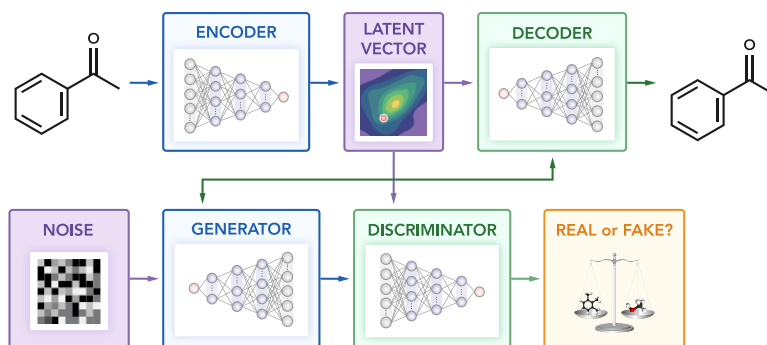 ENCODER
LATENT
VECTOR
DECODER
O
O
NOISE
GENERATOR
DISCRIMINATOR
REAL or FAKE?